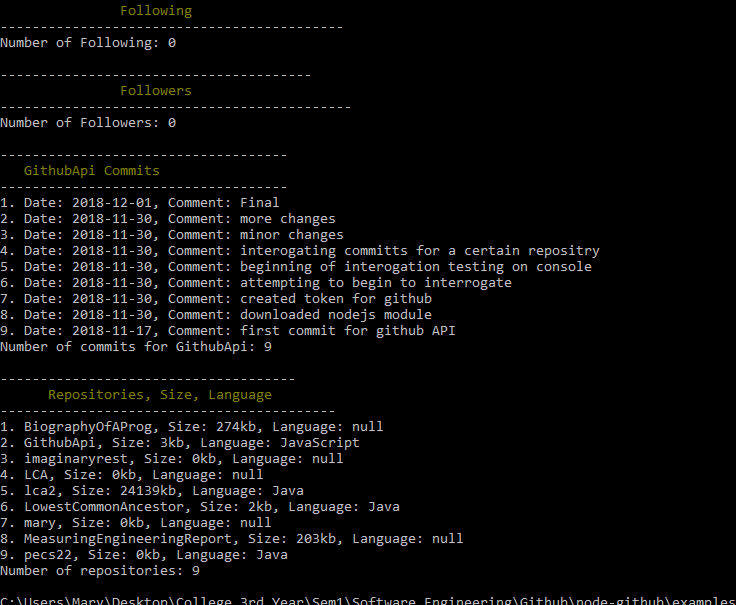 Following
-------------------------------------------
Number of Following: 0
---------------------------------------
Followers
--------------------------------------------
Number of Followers: 0
------------------------------------
GithubApi Commits
------------------------------------
1. Date: 2018-12-01, Comment: Final
2. Date: 2018-11-30, Comment: more changes
3. Date: 2018-11-30, Comment: minor changes
4. Date: 2018-11-30, Comment: interogating committs for a certain repositry
5. Date: 2018-11-30, Comment: beginning of interogation testing on console
6. Date: 2018-11-30, Comment: attempting to begin to interrogate
7. Date: 2018-11-30, Comment: created token for github
8. Date: 2018-11-30, Comment: downloaded nodejs module
9. Date: 2018-11-17, Comment: first commit for github API
Number of commits for GithubApi: 9
-------------------------------------
Repositories, Size, Language
------------------------------------------
1. BiographyOfAProg, Size: 274kb, Language: null
2. GithubApi, Size: 3kb, Language: JavaScript
3. imaginaryrest, Size: 0kb, Language: null
4. LCA, Size: 0kb, Language: null
5. lca2, Size: 24139kb, Language: Java
6. LowestCommonAncestor, Size: 2kb, Language: Java
7. mary, Size: 0kb, Language: null
8. MeasuringEngineeringReport, Size: 203kb, Language: null
9. pecs22, Size: 0kb, Language: Java
Number of repositories: 9
C:\Users\Mary\Desktop\College 3rd Year\Sem1\Software Engineering\Github\node-github\examples